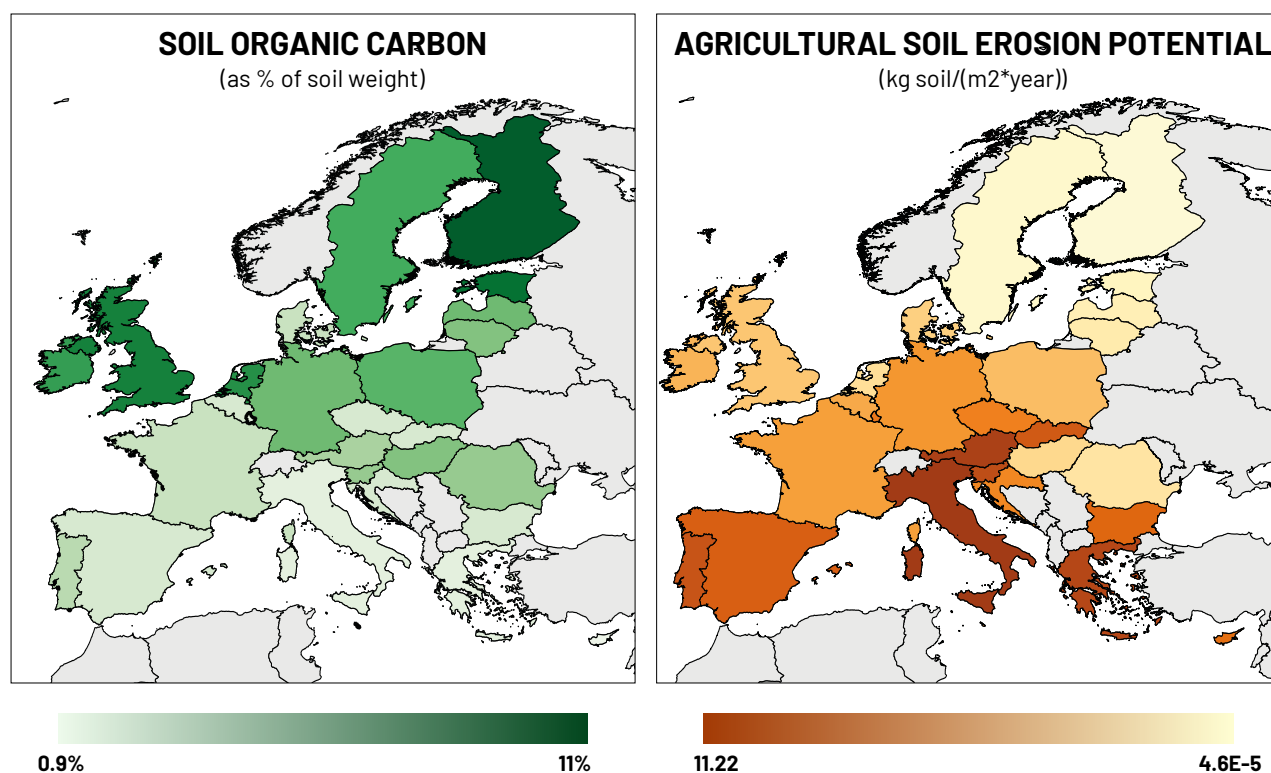 SOIL ORGANIC CARBON
(as % of soil weight)
0.9%
11%
AGRICULTURAL SOIL EROSION POTENTIAL
(kg soil/(m2*year))
11.22
4.6E-5